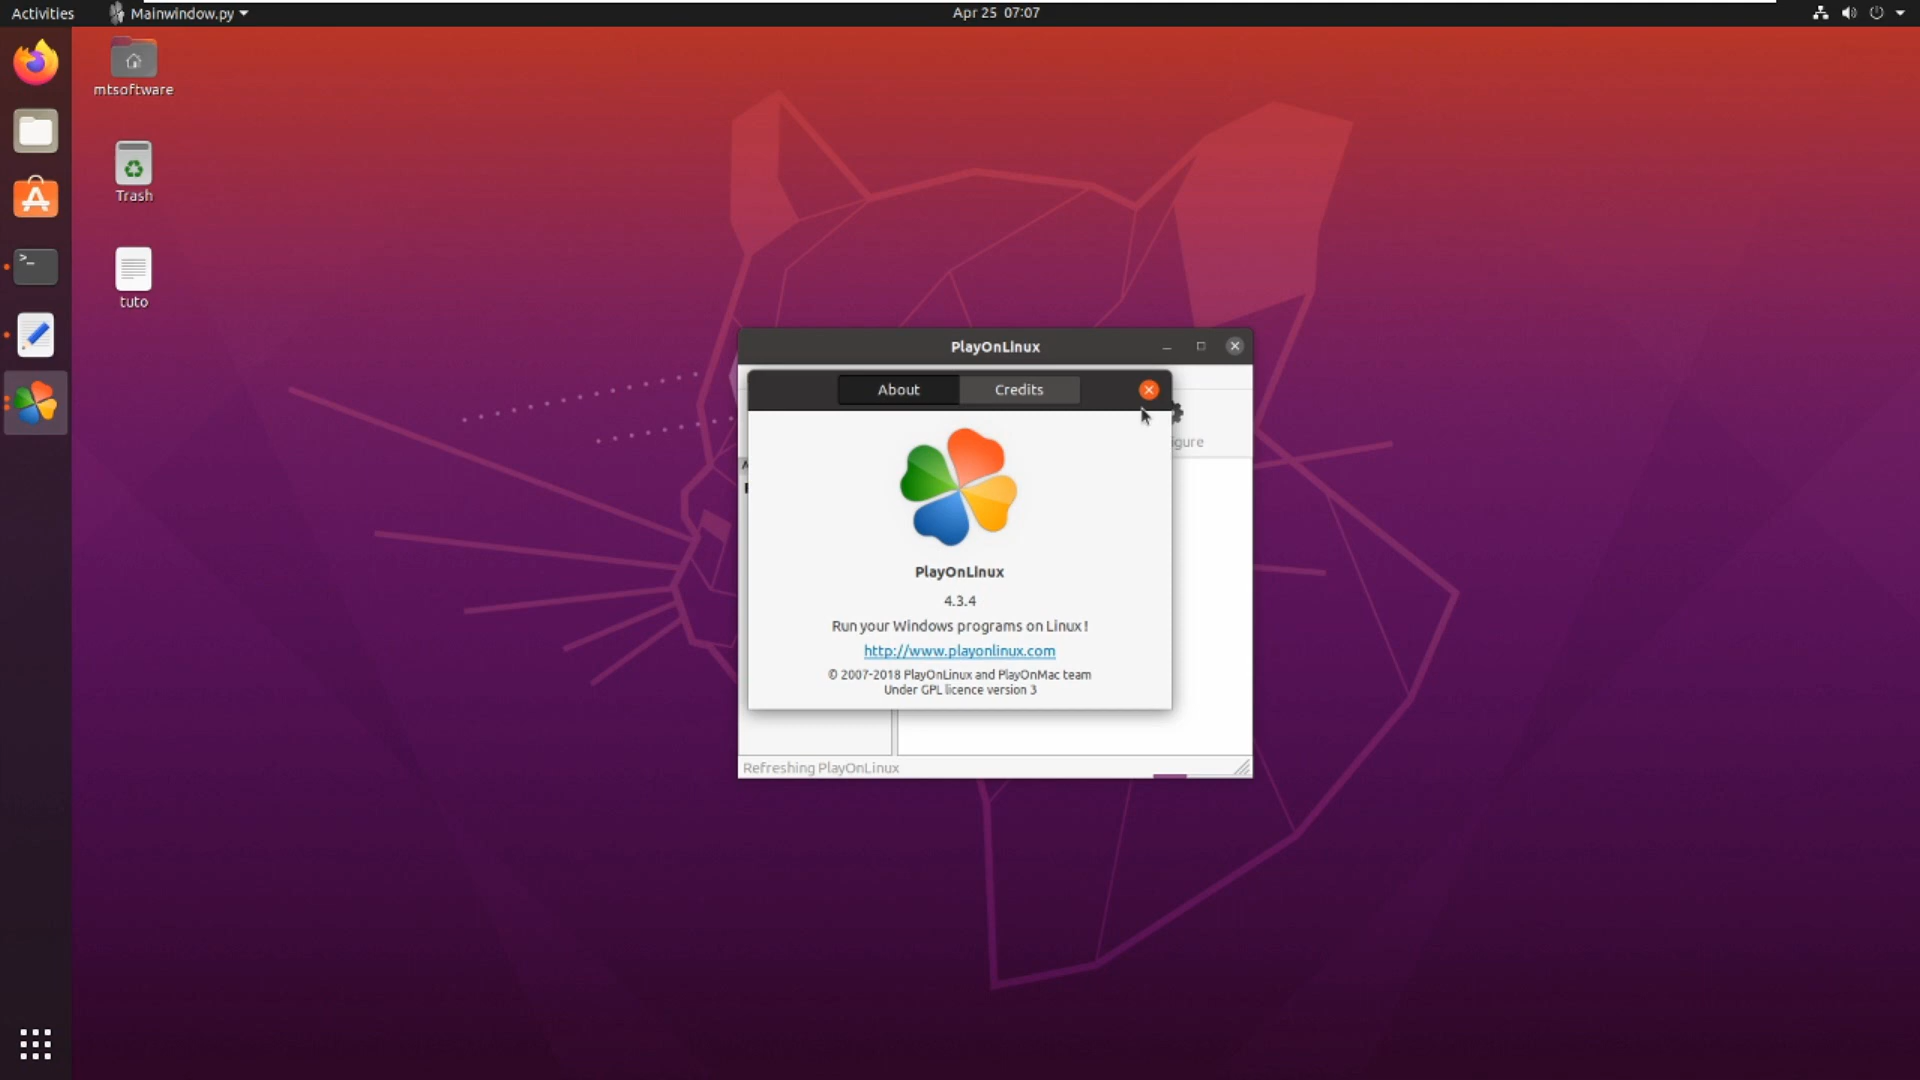 Activities
Mainwindow.py
Apr 25 07:07
mtsoftware
Trash
tuto
PlayOnLinux
About
Credits
igure
PlayOnLinux
4.3.4
Run your Windows programs on Linux !
http://www.playonlinux.com
© 2007-2018 PlayOnLinux and PlayOnMac team
Under GPL licence version 3
Refreshing PlayOnLinux